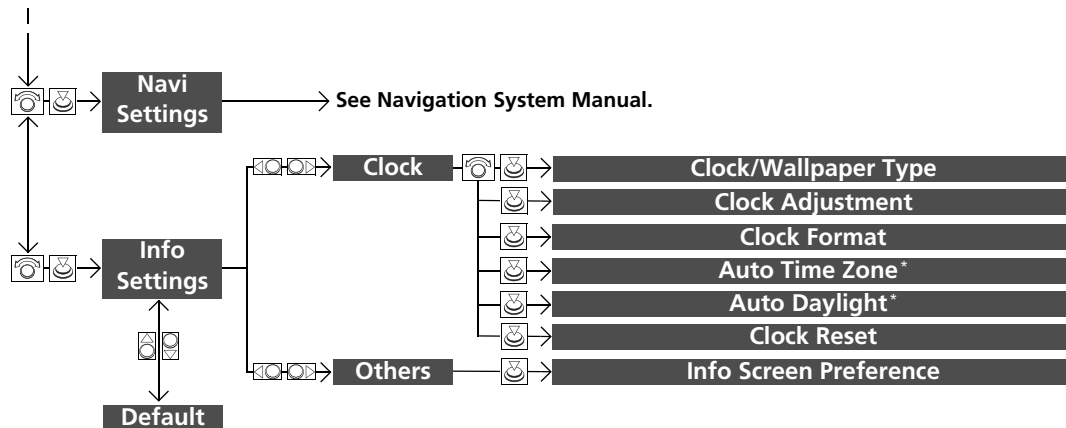 Navi
Settings
See Navigation System Manual.
Info
Settings
Clock
Clock/Wallpaper Type
Clock Adjustment
Clock Format
Auto Time Zone*
Auto Daylight*
Clock Reset
Others
Info Screen Preference
Default